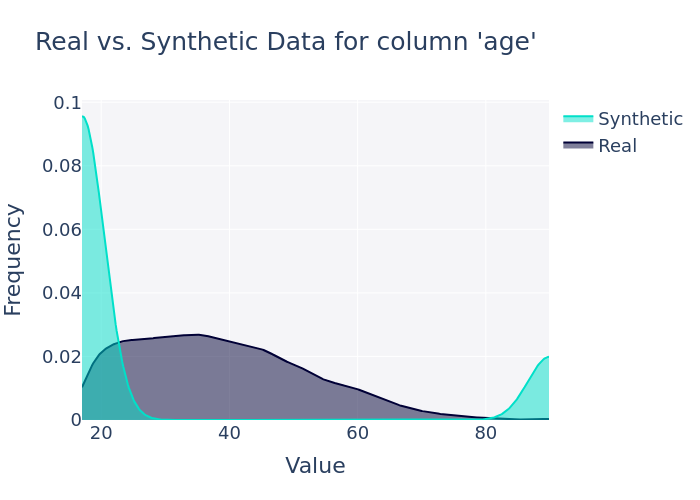 Real vs. Synthetic Data for column 'age'
0.1
0.08
0.06
0.04
0.02
0
20
40
60
80
Frequency
Value
Synthetic
Real